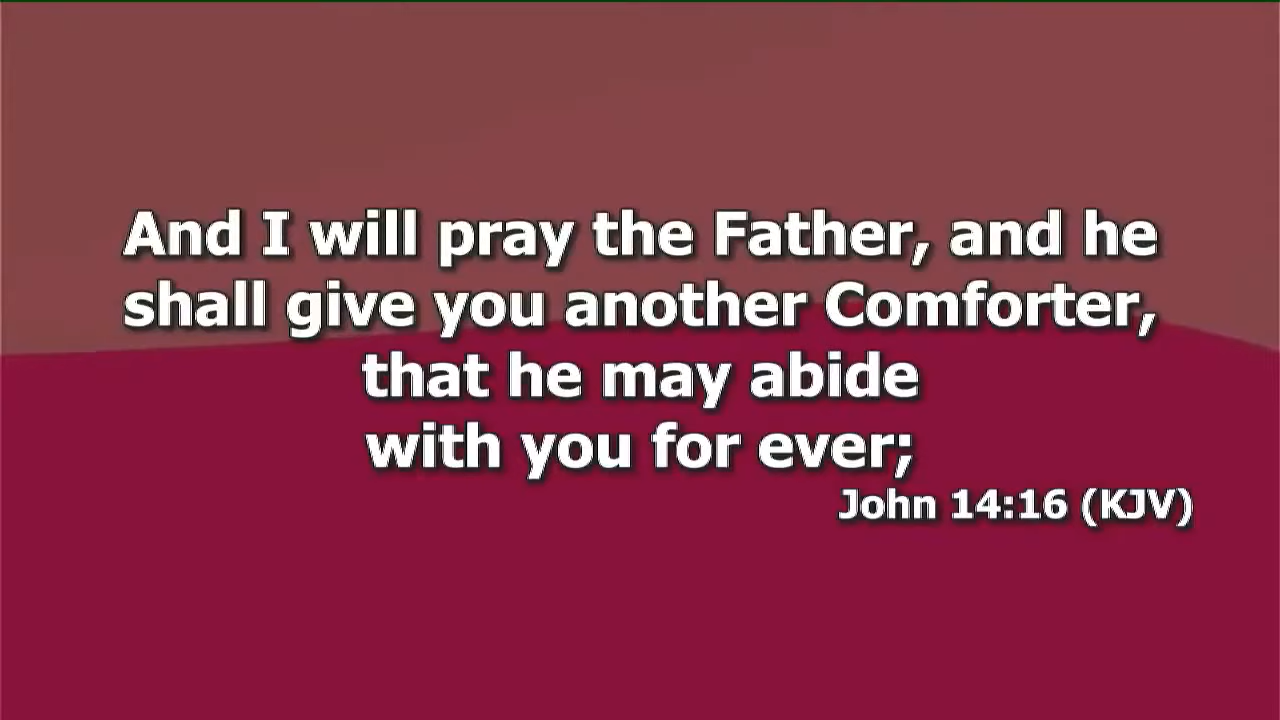 And I will pray the Father, and he
shall give you another Comforter,
that he may abide
with you for ever;
John 14:16 (KJV)